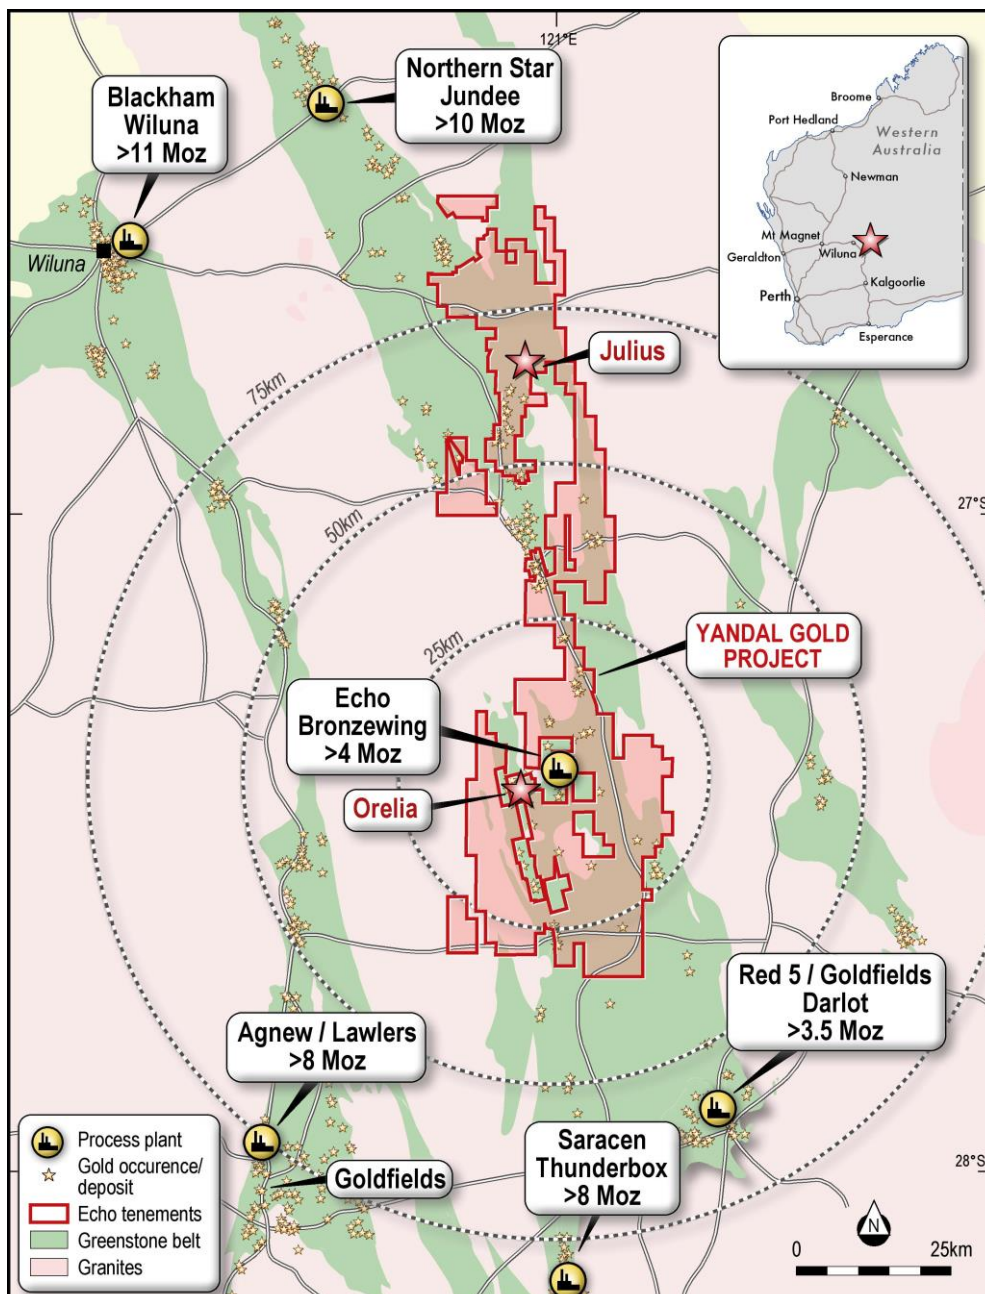 121°E
Northern Star
Jundee
>10 Moz
Blackham
Wiluna
>11 Moz
Wiluna
Broome
Port Hedland
Western
Australia
Newman
Mt Magnet
Wiluna
Geraldton
Kalgoorlie
Perth
Esperance
75km
Julius
50km
27°S
25km
YANDAL GOLD
PROJECT
Echo
Bronzewing
>4 Moz
Orelia
Red 5 / Goldfields
Darlot
>3.5 Moz
Agnew / Lawlers
>8 Moz
Saracen
Thunderbox
>8 Moz
Goldfields
28°S
Process plant
Gold occurence/
deposit
Echo tenements
Greenstone belt
Granites
N
0 25km